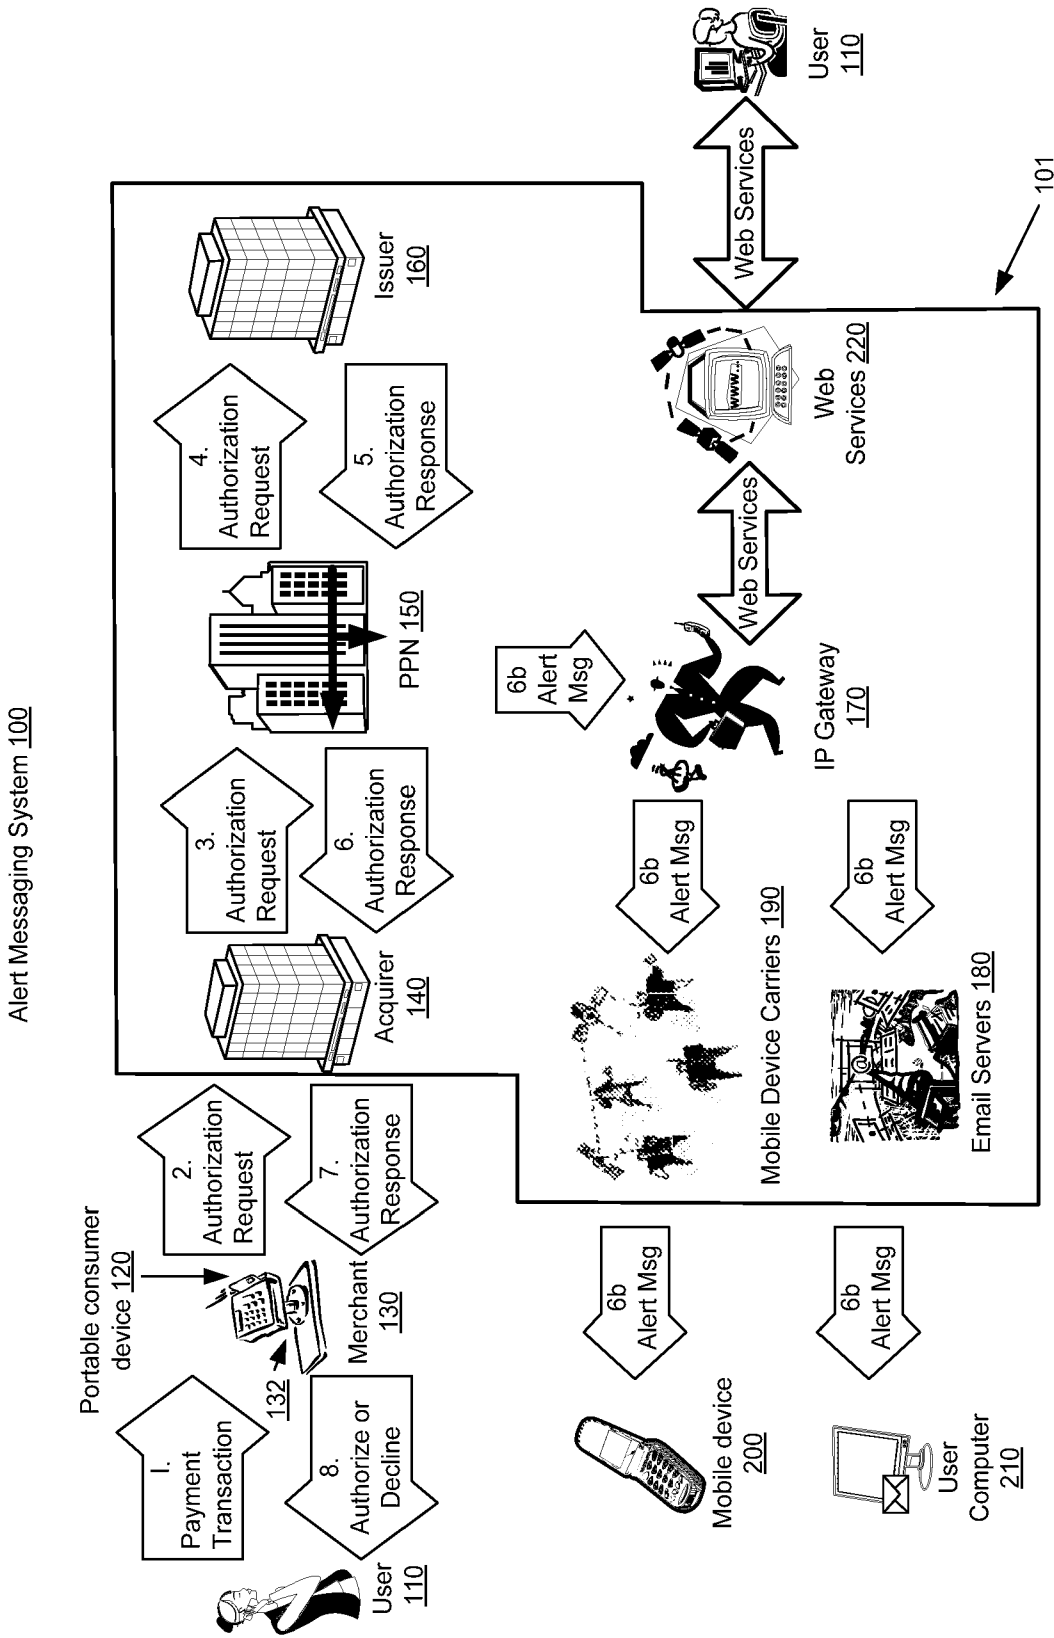 Alert Messaging System 100
User
110
1.
Payment
Transaction
8.
Authorize or
Decline
Portable consumer
device 120
132
Merchant
130
2.
Authorization
Request
7.
Authorization
Response
Acquirer
140
3.
Authorization
Request
6.
Authorization
Response
PPN 150
4.
Authorization
Request
5.
Authorization
Response
Issuer
160
6b
Alert
Msg
Mobile device
200
6b
Alert Msg
Mobile Device Carriers 190
6b
Alert Msg
IP Gateway
170
Web Services
www...
Web
Services 220
Web Services
User
110
User
Computer
210
6b
Alert Msg
@
Email Servers 180
6b
Alert Msg
101